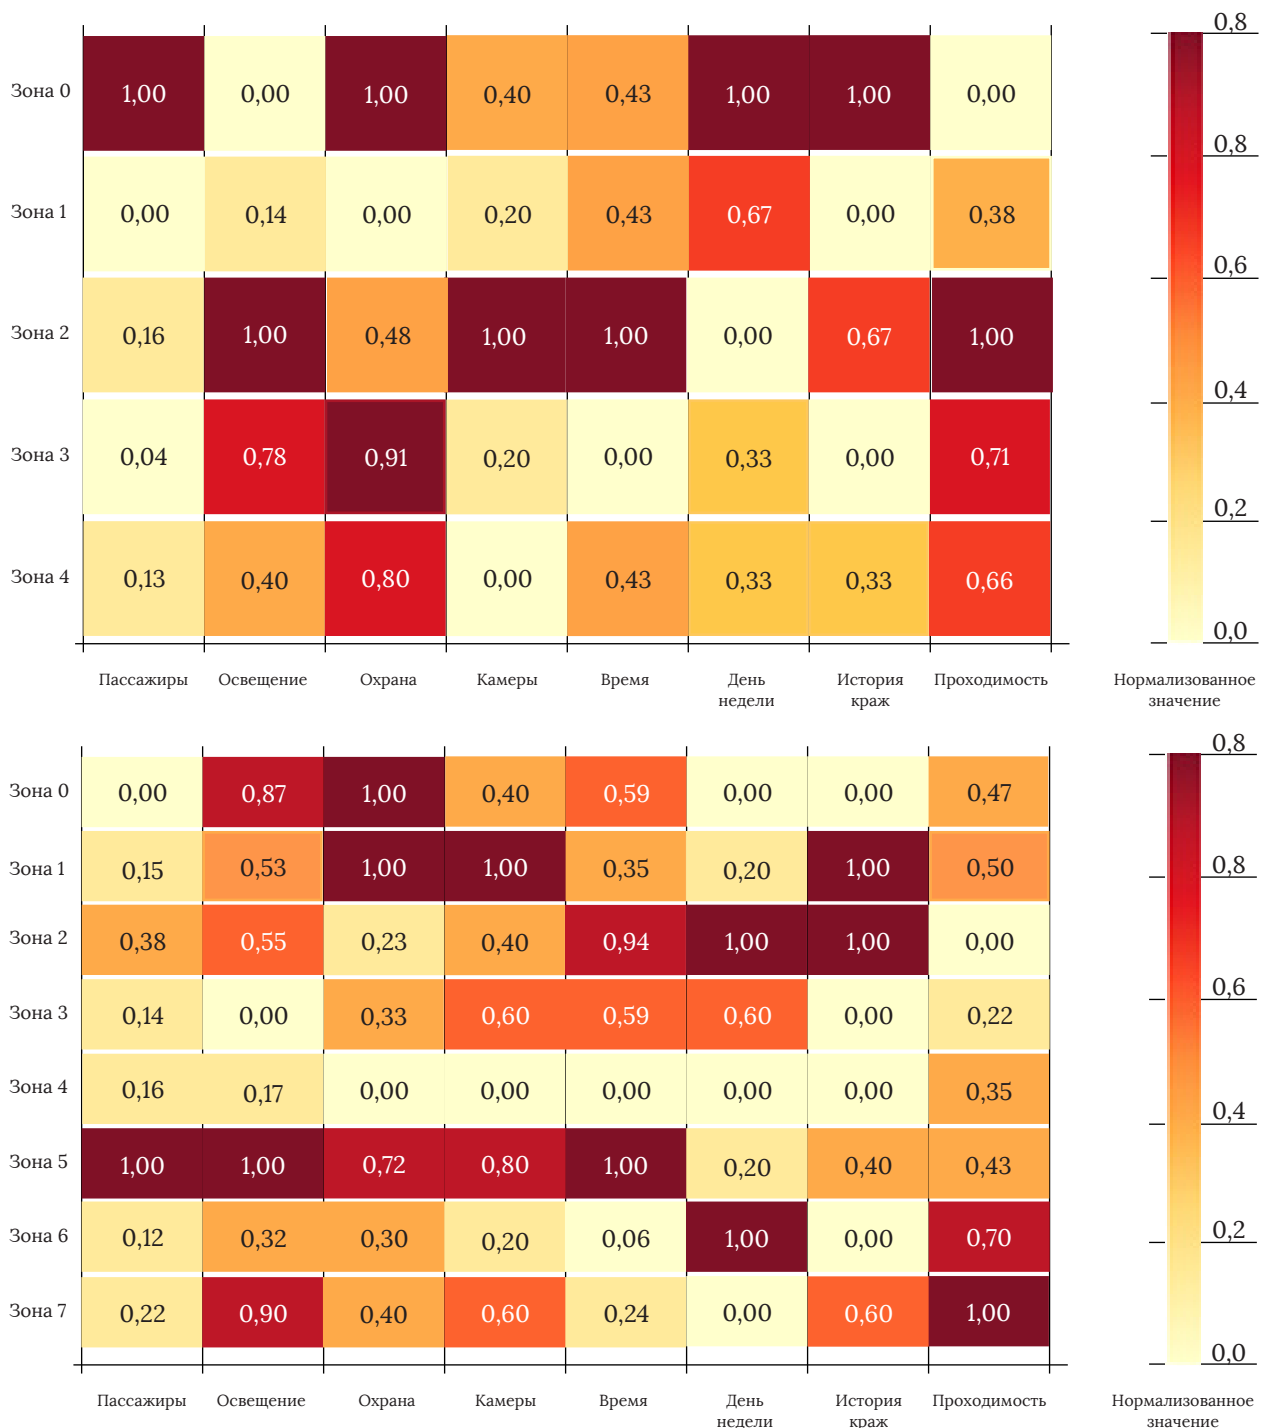 0,8
Зона 0 1,00 0,00 1,00 0,40 0,43 1,00 1,00 0,00
0,8
Зона 1 0,00 0,14 0,00 0,20 0,43 0,67 0,00 0,38
0,6
Зона 2 0,16 1,00 0,48 1,00 1,00 0,00 0,67 1,00
0,4
Зона 3 0,04 0,78 0,91 0,20 0,00 0,33 0,00 0,71
0,2
Зона 4 0,13 0,40 0,80 0,00 0,43 0,33 0,33 0,66
0,0
Пассажиры Освещение Охрана Камеры Время День История Проходимость Нормализованное
недели краж значение
0,8
Зона 0 0,00 0,87 1,00 0,40 0,59 0,00 0,00 0,47
Зона 1 0,15 0,53 1,00 1,00 0,35 0,20 1,00 0,50
0,8
Зона 2 0,38 0,55 0,23 0,40 0,94 1,00 1,00 0,00
0,6
Зона 3 0,14 0,00 0,33 0,60 0,59 0,60 0,00 0,22
Зона 4 0,16 0,17 0,00 0,00 0,00 0,00 0,00 0,35
0,4
Зона 5 1,00 1,00 0,72 0,80 1,00 0,20 0,40 0,43
0,2
Зона 6 0,12 0,32 0,30 0,20 0,06 1,00 0,00 0,70
Зона 7 0,22 0,90 0,40 0,60 0,24 0,00 0,60 1,00
0,0
Пассажиры Освещение Охрана Камеры Время День История Проходимость Нормализованное
недели краж значение